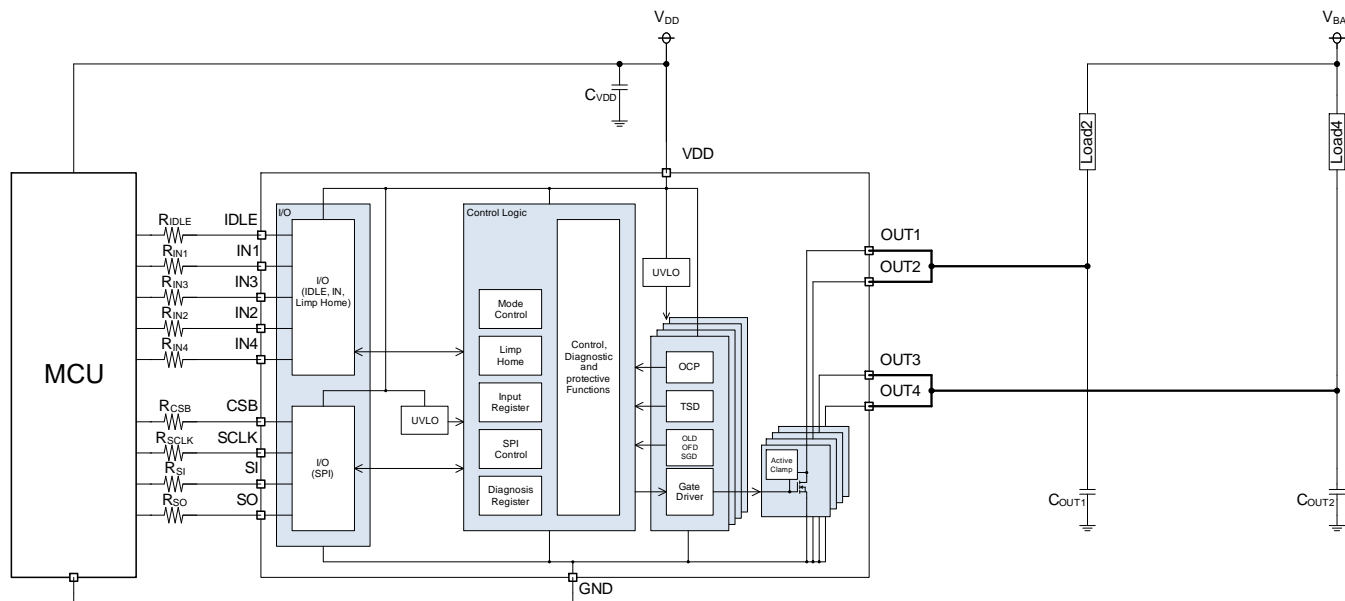 VDD
VBA
CVDD
Load2
Load4
VDD
MCU
RIDLE
IDLE
RIN1
IN1
RIN3
IN3
RIN2
IN2
RIN4
IN4
RCSB
CSB
RSCLK
SCLK
RSI
SI
RSO
SO
I/O
I/O
(IDLE, IN,
Limp Home)
I/O
(SPI)
UVLO
Control Logic
Mode
Control
Limp
Home
Input
Register
SPI
Control
Diagnosis
Register
Control,
Diagnostic
and
protective
Functions
UVLO
OCP
TSD
OLD
OFD
SGD
Gate
Driver
Active
Clamp
OUT1
OUT2
OUT3
OUT4
COUT1
COUT2
GND